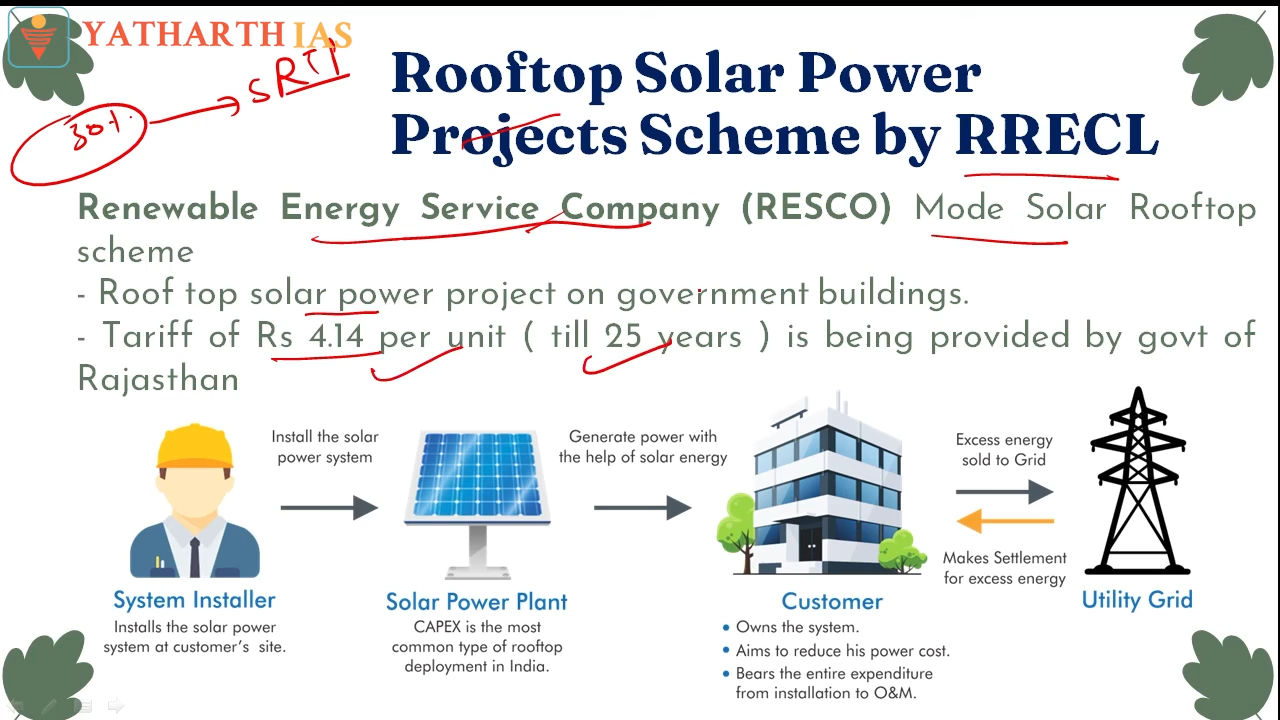 YATHARTH IAS
30%
SRTP
Rooftop Solar Power
Projects Scheme by RRECL
Renewable Energy Service Company (RESCO) Mode Solar Rooftop
scheme
- Roof top solar power project on government buildings.
- Tariff of Rs 4.14 per unit ( till 25 years ) is being provided by govt of
Rajasthan
Install the solar
power system
Generate power with
the help of solar energy
Excess energy
sold to Grid
Makes Settlement
for excess energy
System Installer
Installs the solar power
system at customer's site.
Solar Power Plant
CAPEX is the most
common type of rooftop
deployment in India.
Customer
• Owns the system.
• Aims to reduce his power cost.
• Bears the entire expenditure
from installation to O&M.
Utility Grid